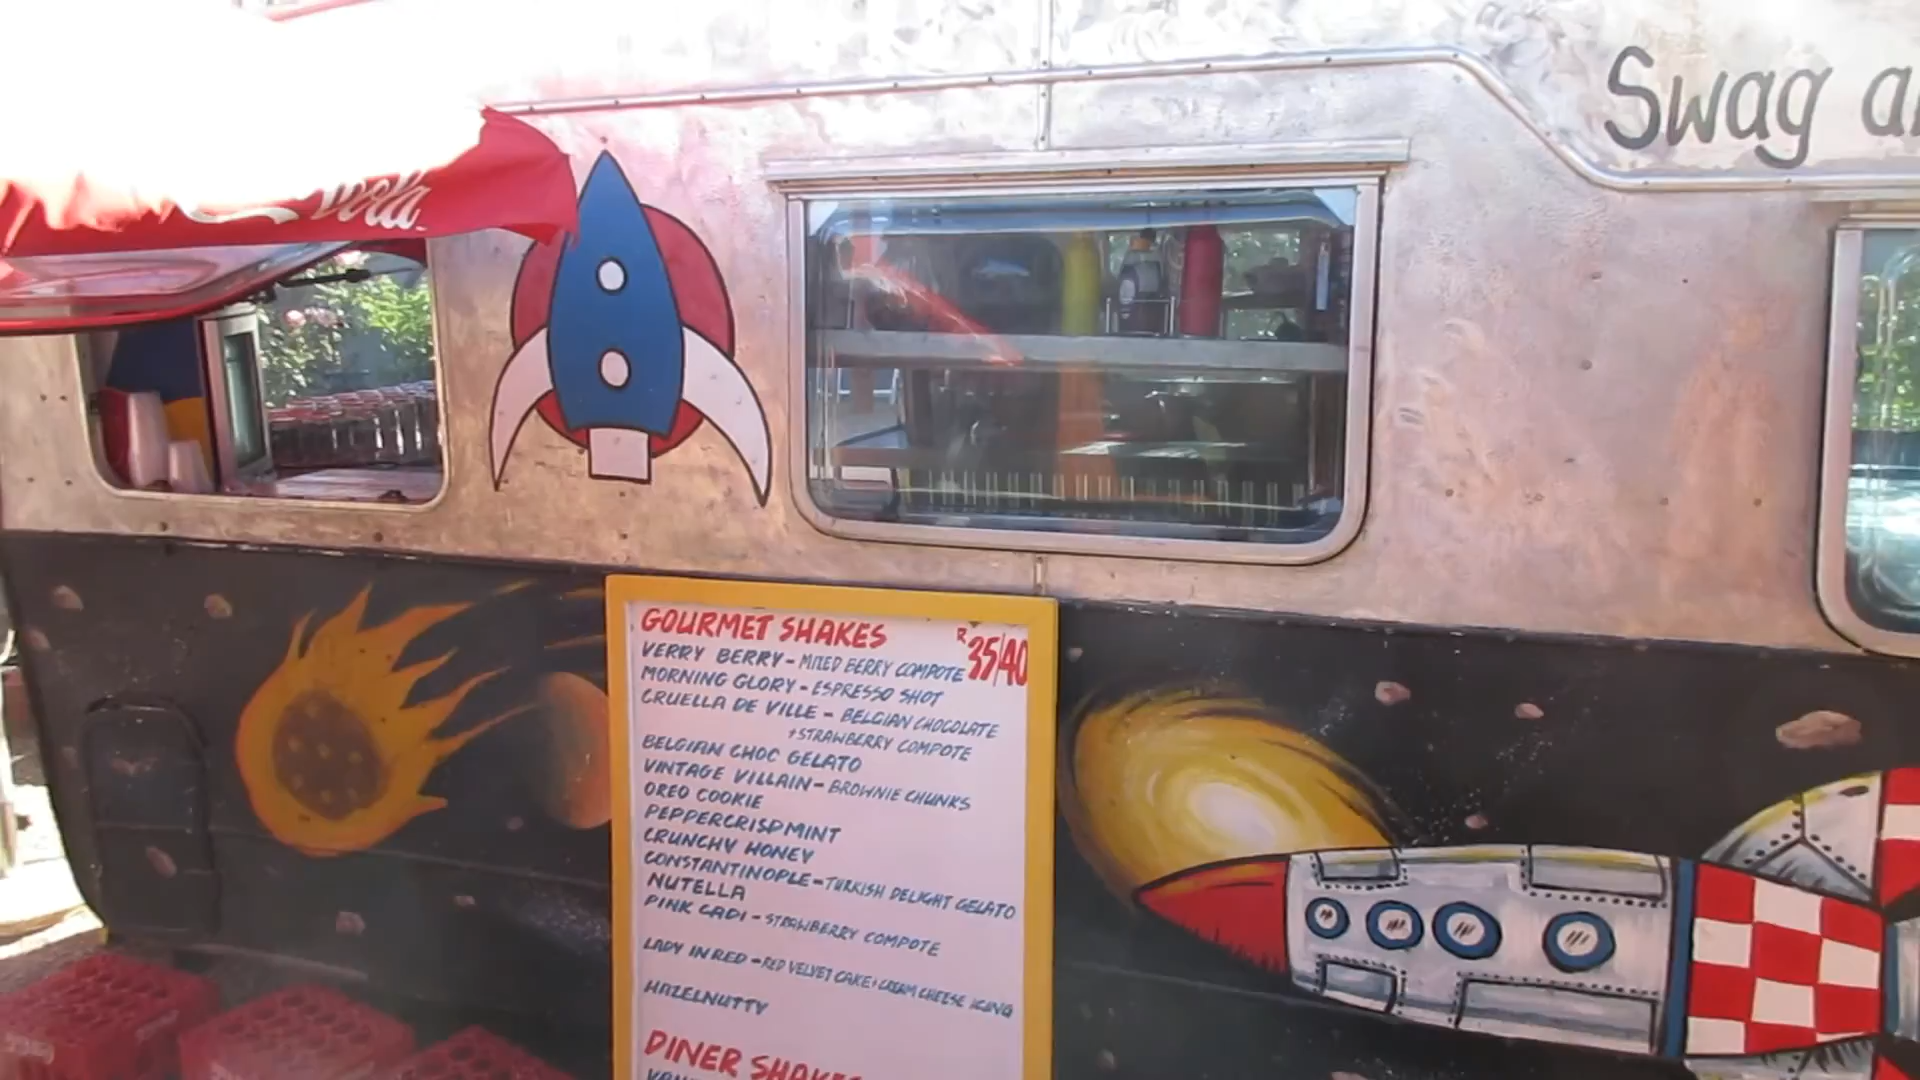 Swag
Cola
GOURMET SHAKES R35/40
VERRY BERRY - MIXED BERRY COMPOTE
MORNING GLORY - ESPRESSO SHOT
CRUELLA DE VILLE - BELGIAN CHOCOLATE
+ STRAWBERRY COMPOTE
BELGIAN CHOC GELATO
VINTAGE VILLAIN - BROWNIE CHUNKS
OREO COOKIE
PEPPERCRISPMINT
CRUNCHY HONEY
CONSTANTINOPLE - TURKISH DELIGHT GELATO
NUTELLA
PINK CADI - STRAWBERRY COMPOTE
LADY IN RED - RED VELVET CAKE + CREAM CHEESE ICING
HAZELNUTTY
DINER SHAKES